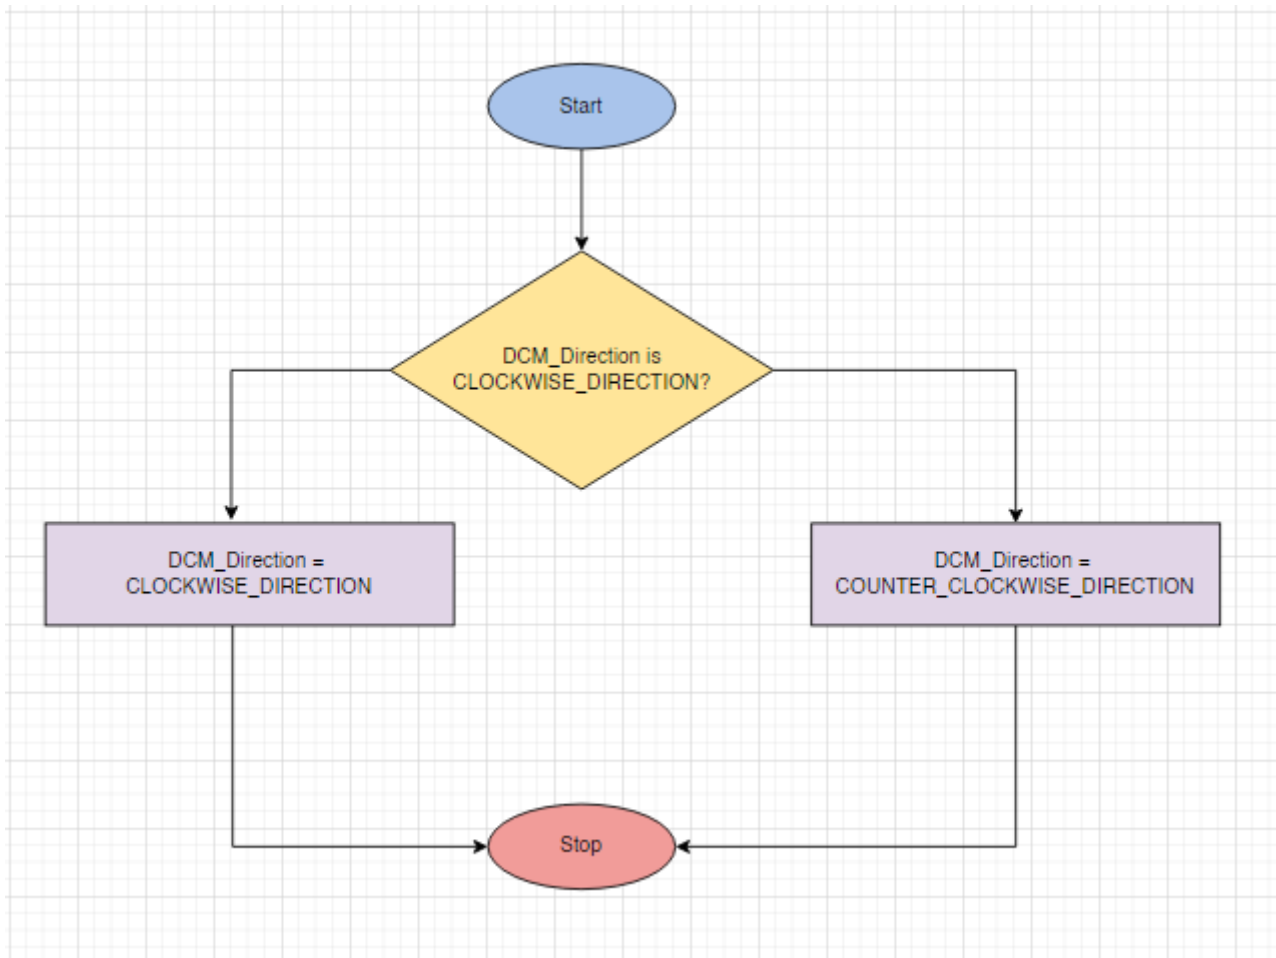 Start
DCM_Direction is
CLOCKWISE_DIRECTION?
DCM_Direction =
CLOCKWISE_DIRECTION
DCM_Direction =
COUNTER_CLOCKWISE_DIRECTION
Stop